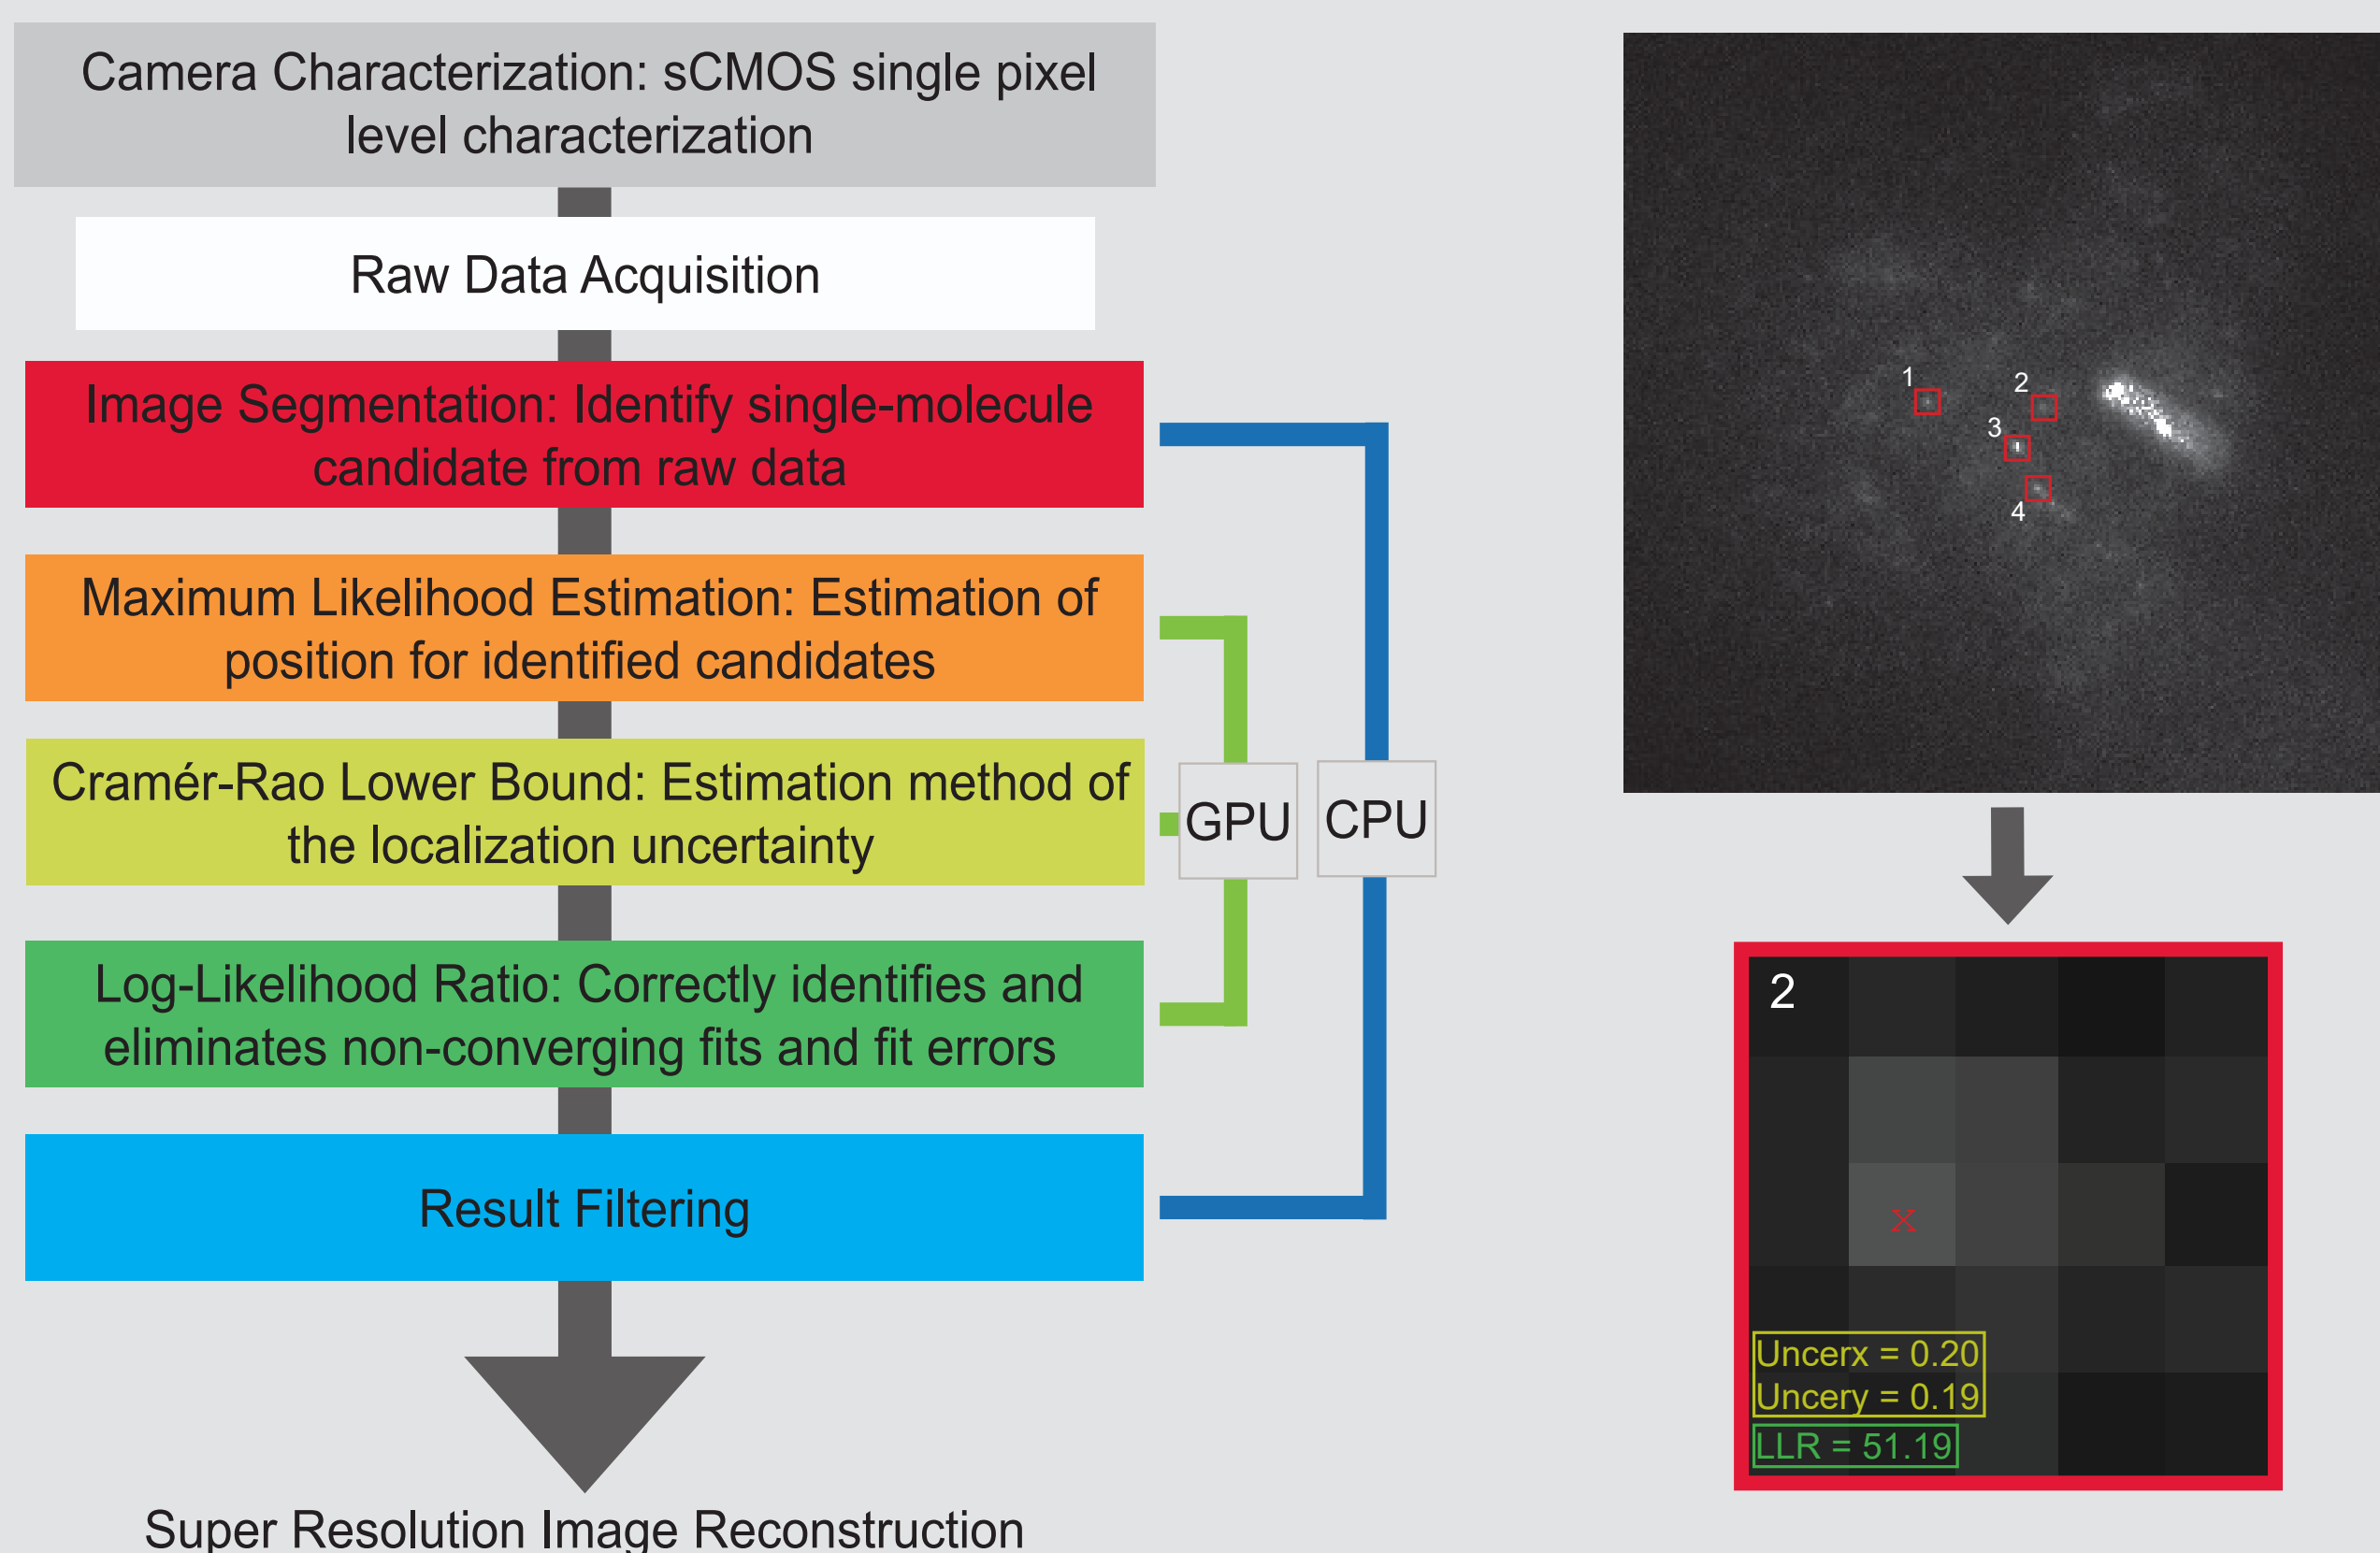 Camera Characterization: sCMOS single pixel
level characterization
Raw Data Acquisition
Image Segmentation: Identify single-molecule
candidate from raw data
Maximum Likelihood Estimation: Estimation of
position for identified candidates
Cramér-Rao Lower Bound: Estimation method of
the localization uncertainty
Log-Likelihood Ratio: Correctly identifies and
eliminates non-converging fits and fit errors
Result Filtering
Super Resolution Image Reconstruction
GPU
CPU
1
2
3
4
2
x
Uncerx = 0.20
Uncery = 0.19
LLR = 51.19